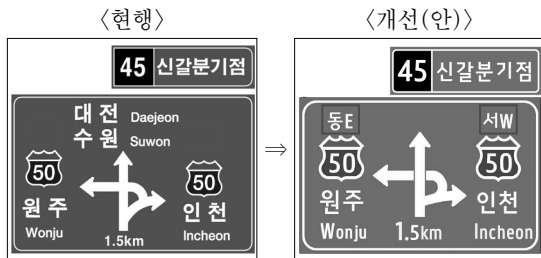 〈현행〉
45 신갈분기점
대전 Daejeon
수원 Suwon
50
50
원주
인천
Wonju
1.5km
Incheon
⇒
〈개선(안)〉
45 신갈분기점
동E
서W
50
50
원주
인천
Wonju
1.5km
Incheon